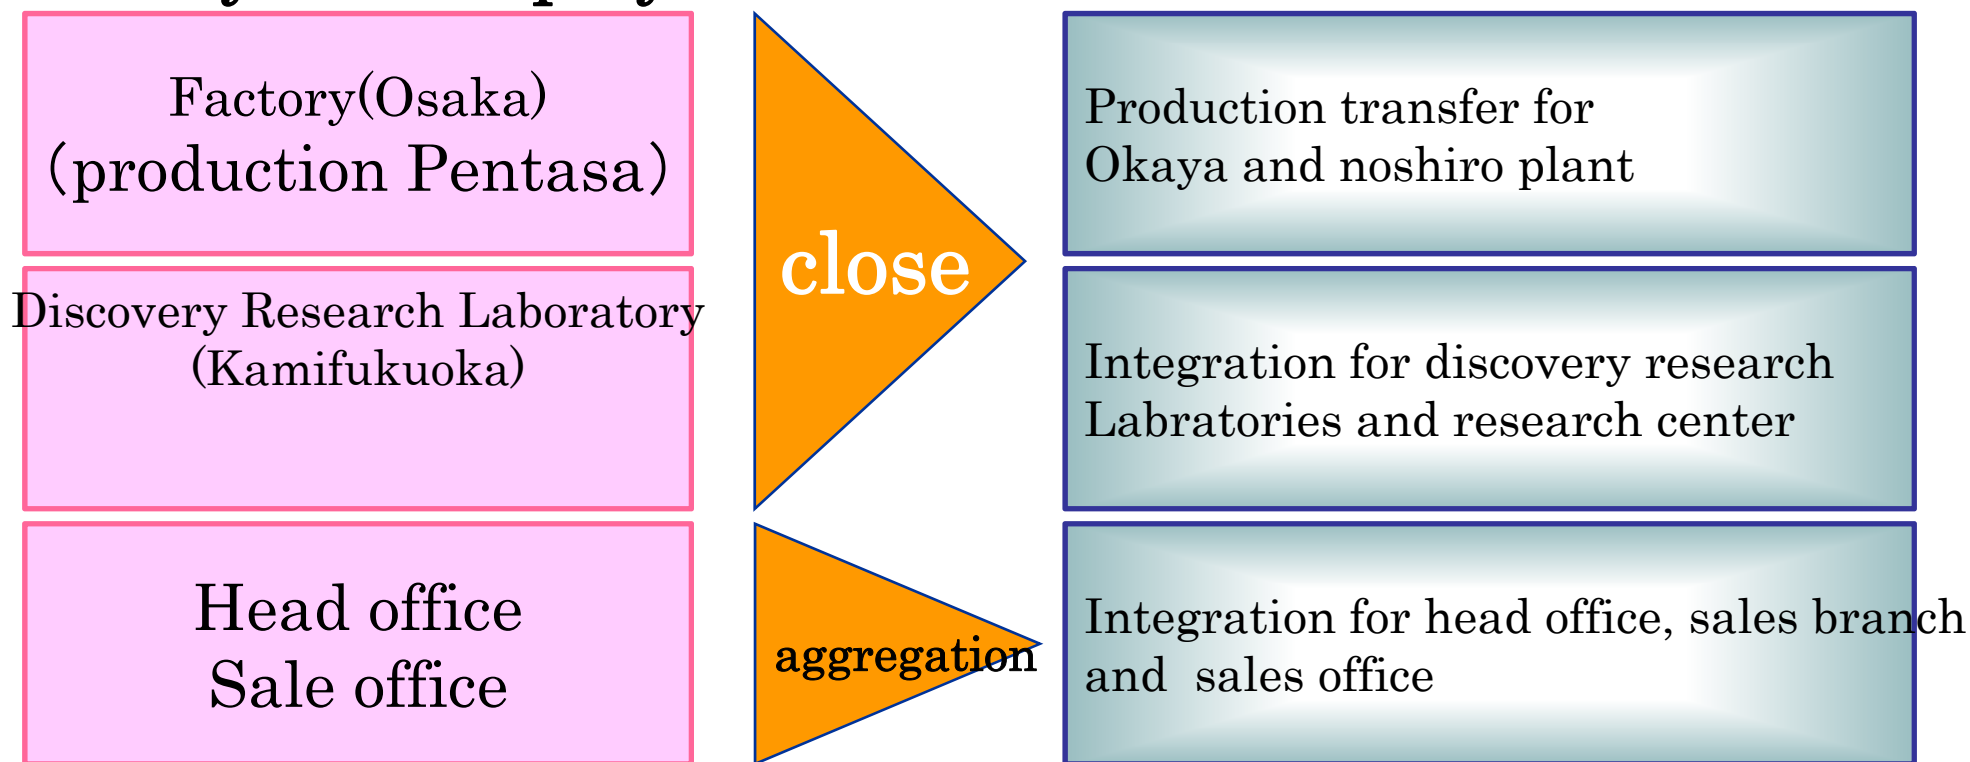 Factory(Osaka)
（production Pentasa）
close
Production transfer for
Okaya and noshiro plant
Discovery Research Laboratory
(Kamifukuoka)
Integration for discovery research
Labratories and research center
Head office
Sale office
aggregation
Integration for head office, sales branch
and  sales office